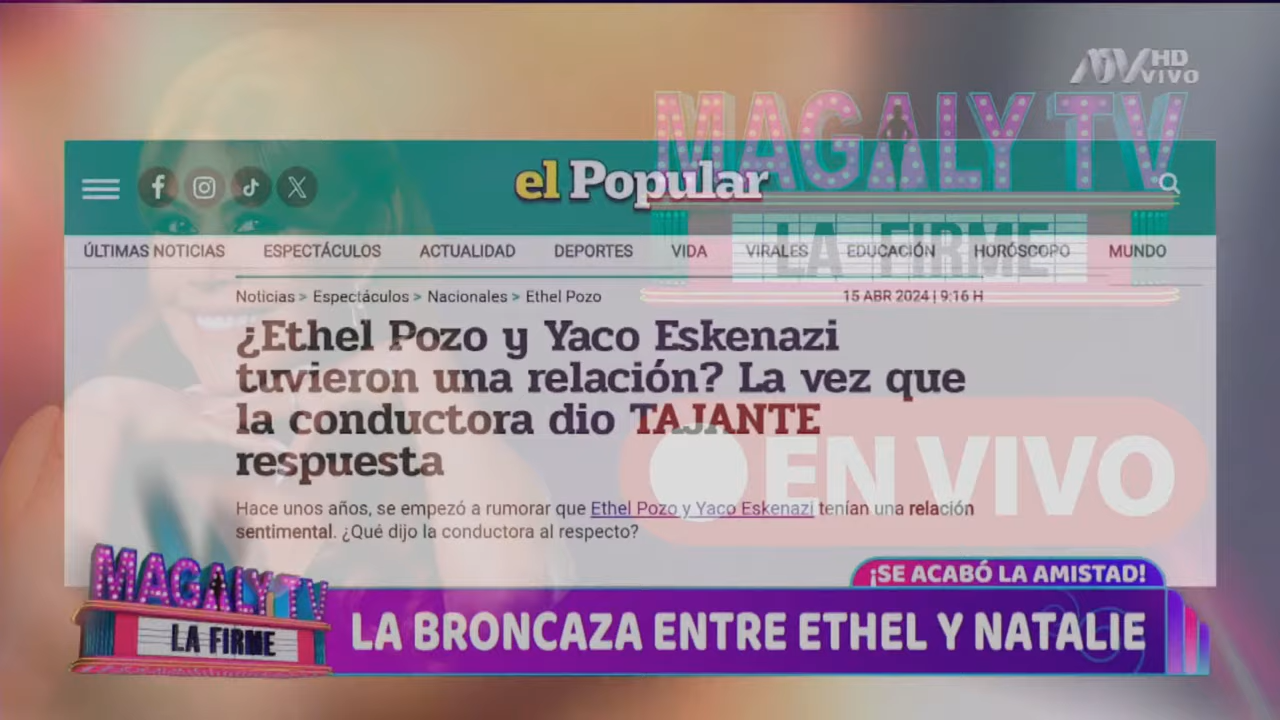 ATV HD
VIVO
MAGALY TV
LA FIRME
el Popular
ÚLTIMAS NOTICIAS ESPECTÁCULOS ACTUALIDAD DEPORTES VIDA VIRALES EDUCACIÓN HORÓSCOPO MUNDO
Noticias > Espectáculos > Nacionales > Ethel Pozo 15 ABR 2024 | 9:16 H
¿Ethel Pozo y Yaco Eskenazi
tuvieron una relación? La vez que
la conductora dio TAJANTE
respuesta
EN VIVO
Hace unos años, se empezó a rumorar que Ethel Pozo y Yaco Eskenazi tenían una relación
sentimental. ¿Qué dijo la conductora al respecto?
¡SE ACABÓ LA AMISTAD!
MAGALY TV
LA FIRME
LA BRONCAZA ENTRE ETHEL Y NATALIE